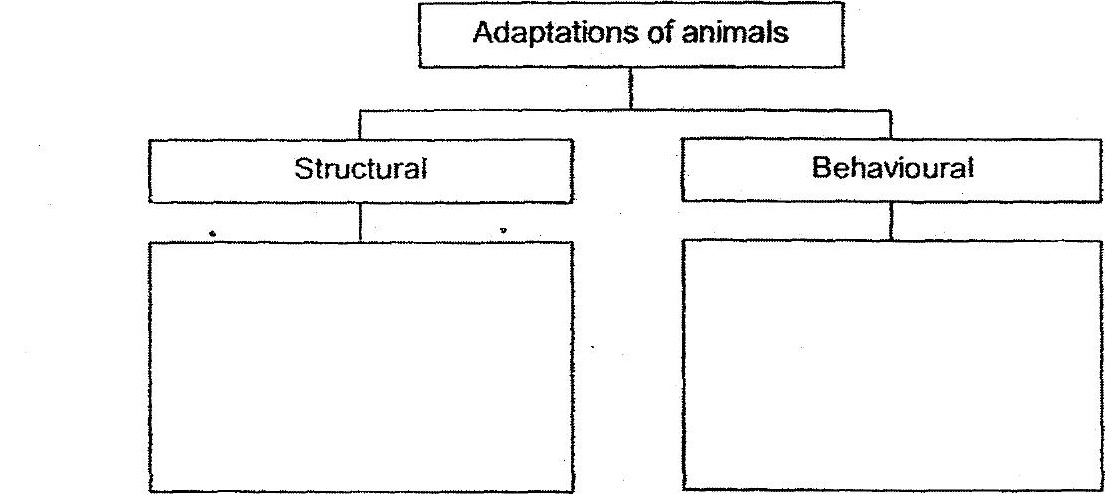 Adaptations of animals
Structural
Behavioural